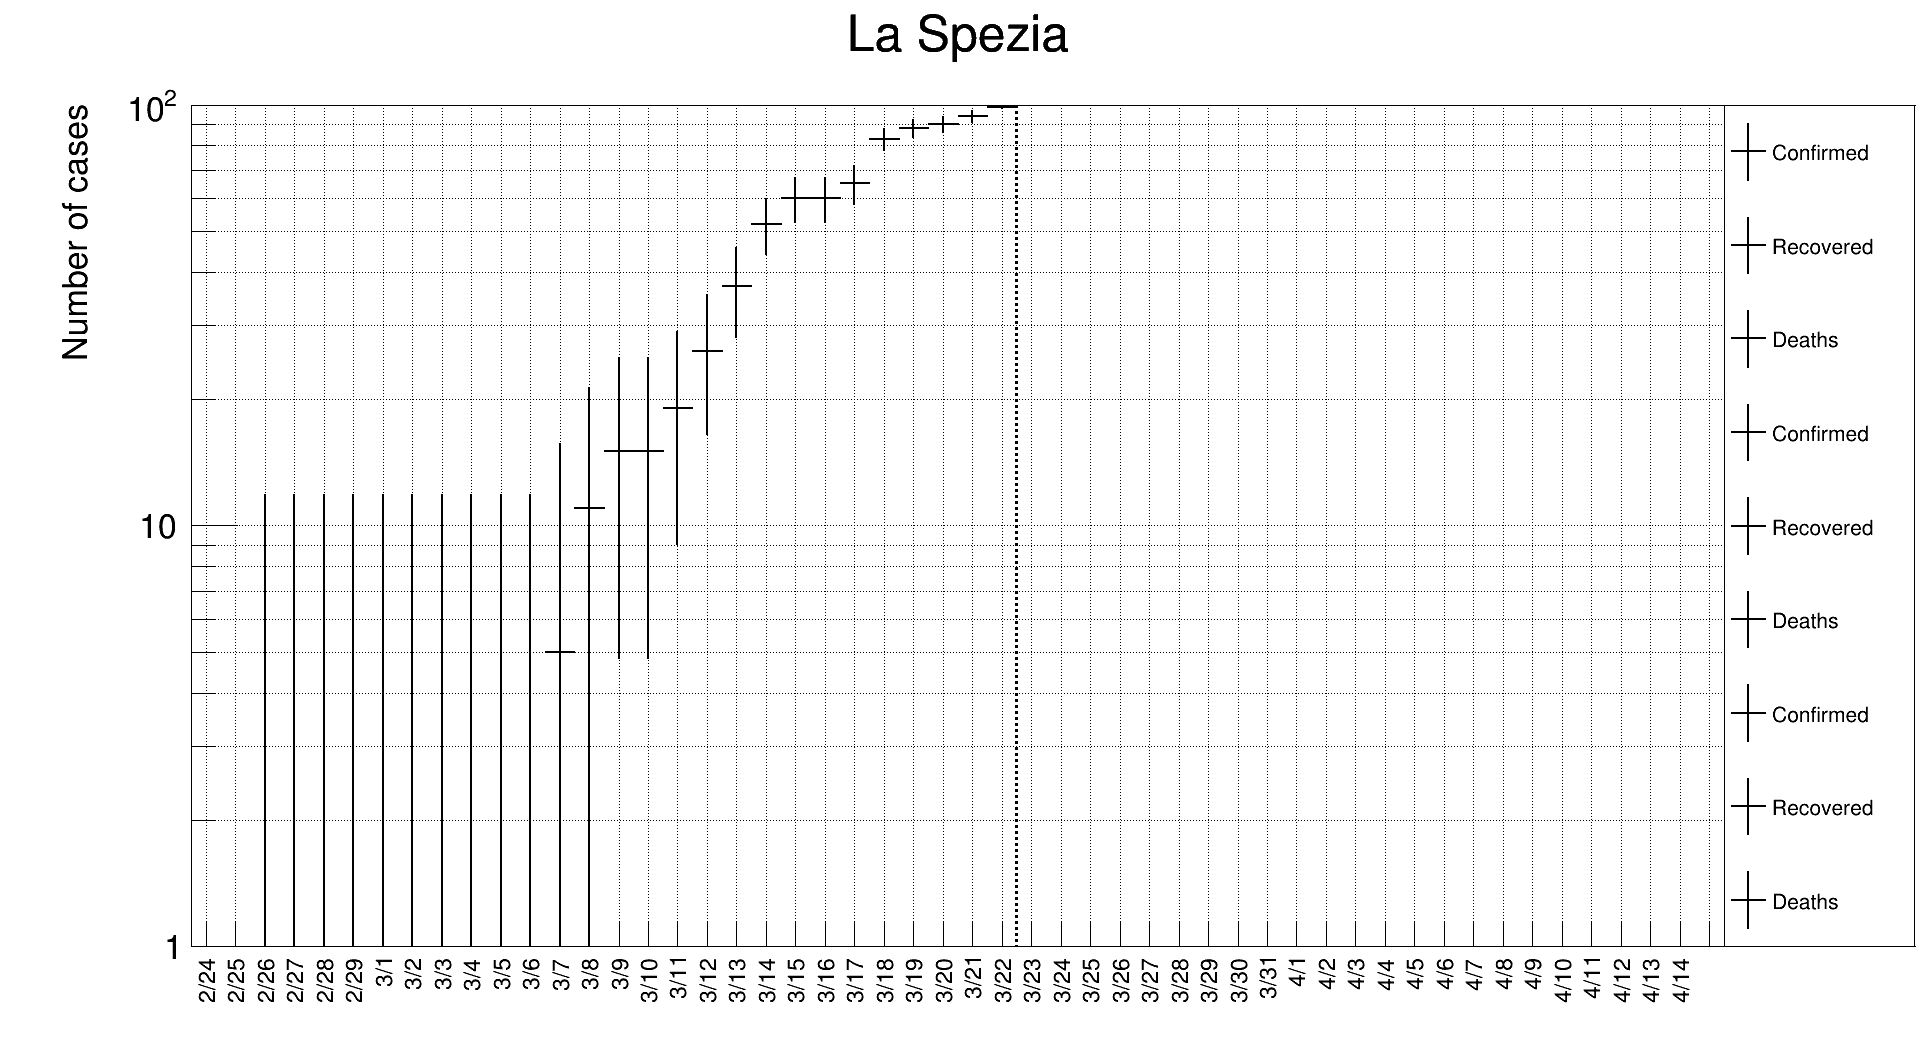 La Spezia
Number of cases
10²
10
1
2/24 2/25 2/26 2/27 2/28 2/29 3/1 3/2 3/3 3/4 3/5 3/6 3/7 3/8 3/9 3/10 3/11 3/12 3/13 3/14 3/15 3/16 3/17 3/18 3/19 3/20 3/21 3/22 3/23 3/24 3/25 3/26 3/27 3/28 3/29 3/30 3/31 4/1 4/2 4/3 4/4 4/5 4/6 4/7 4/8 4/9 4/10 4/11 4/12 4/13 4/14
Confirmed
Recovered
Deaths
Confirmed
Recovered
Deaths
Confirmed
Recovered
Deaths